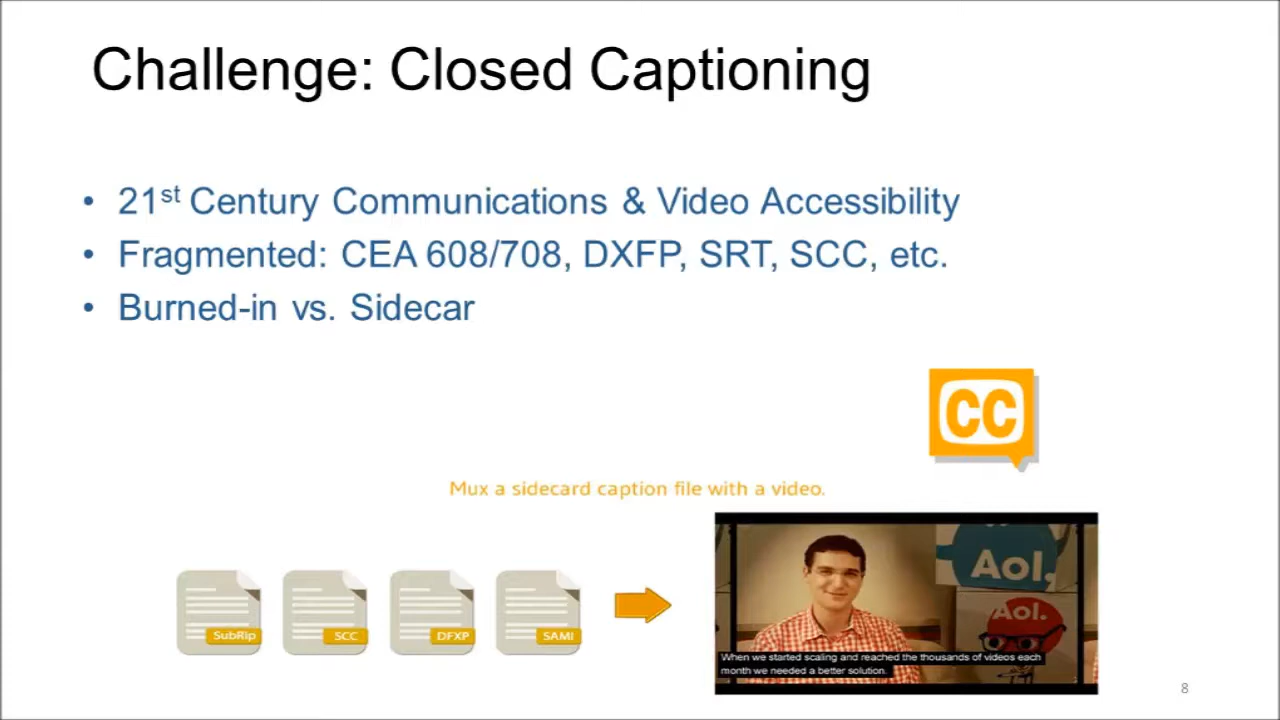 Challenge: Closed Captioning
• 21st Century Communications & Video Accessibility
• Fragmented: CEA 608/708, DXFP, SRT, SCC, etc.
• Burned-in vs. Sidecar
CC
Mux a sidecard caption file with a video.
Aol.
Aol.
SubRip
SCC
DFXP
SAMI
When we started scaling and reached the thousands of videos each
month we needed a better solution.
8